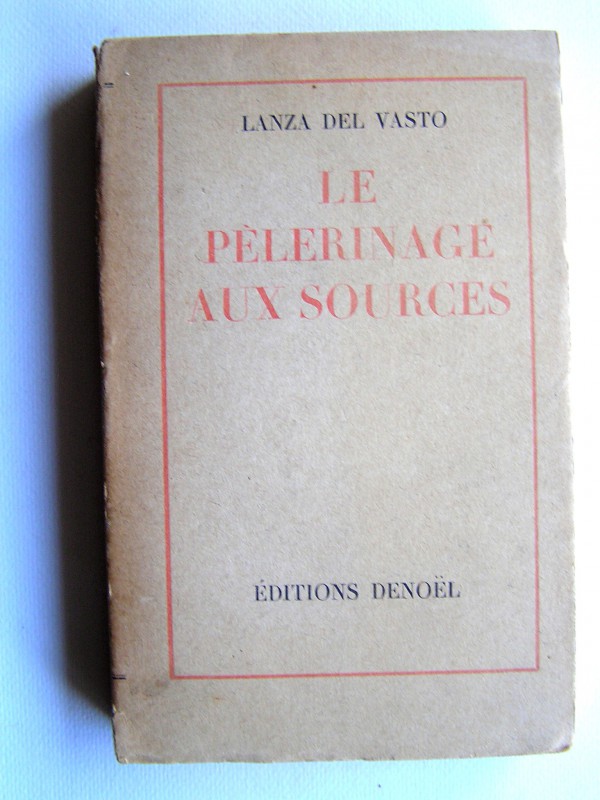 LANZA DEL VASTO
LE
PÈLERINAGE
AUX SOURCES
ÉDITIONS DENOËL